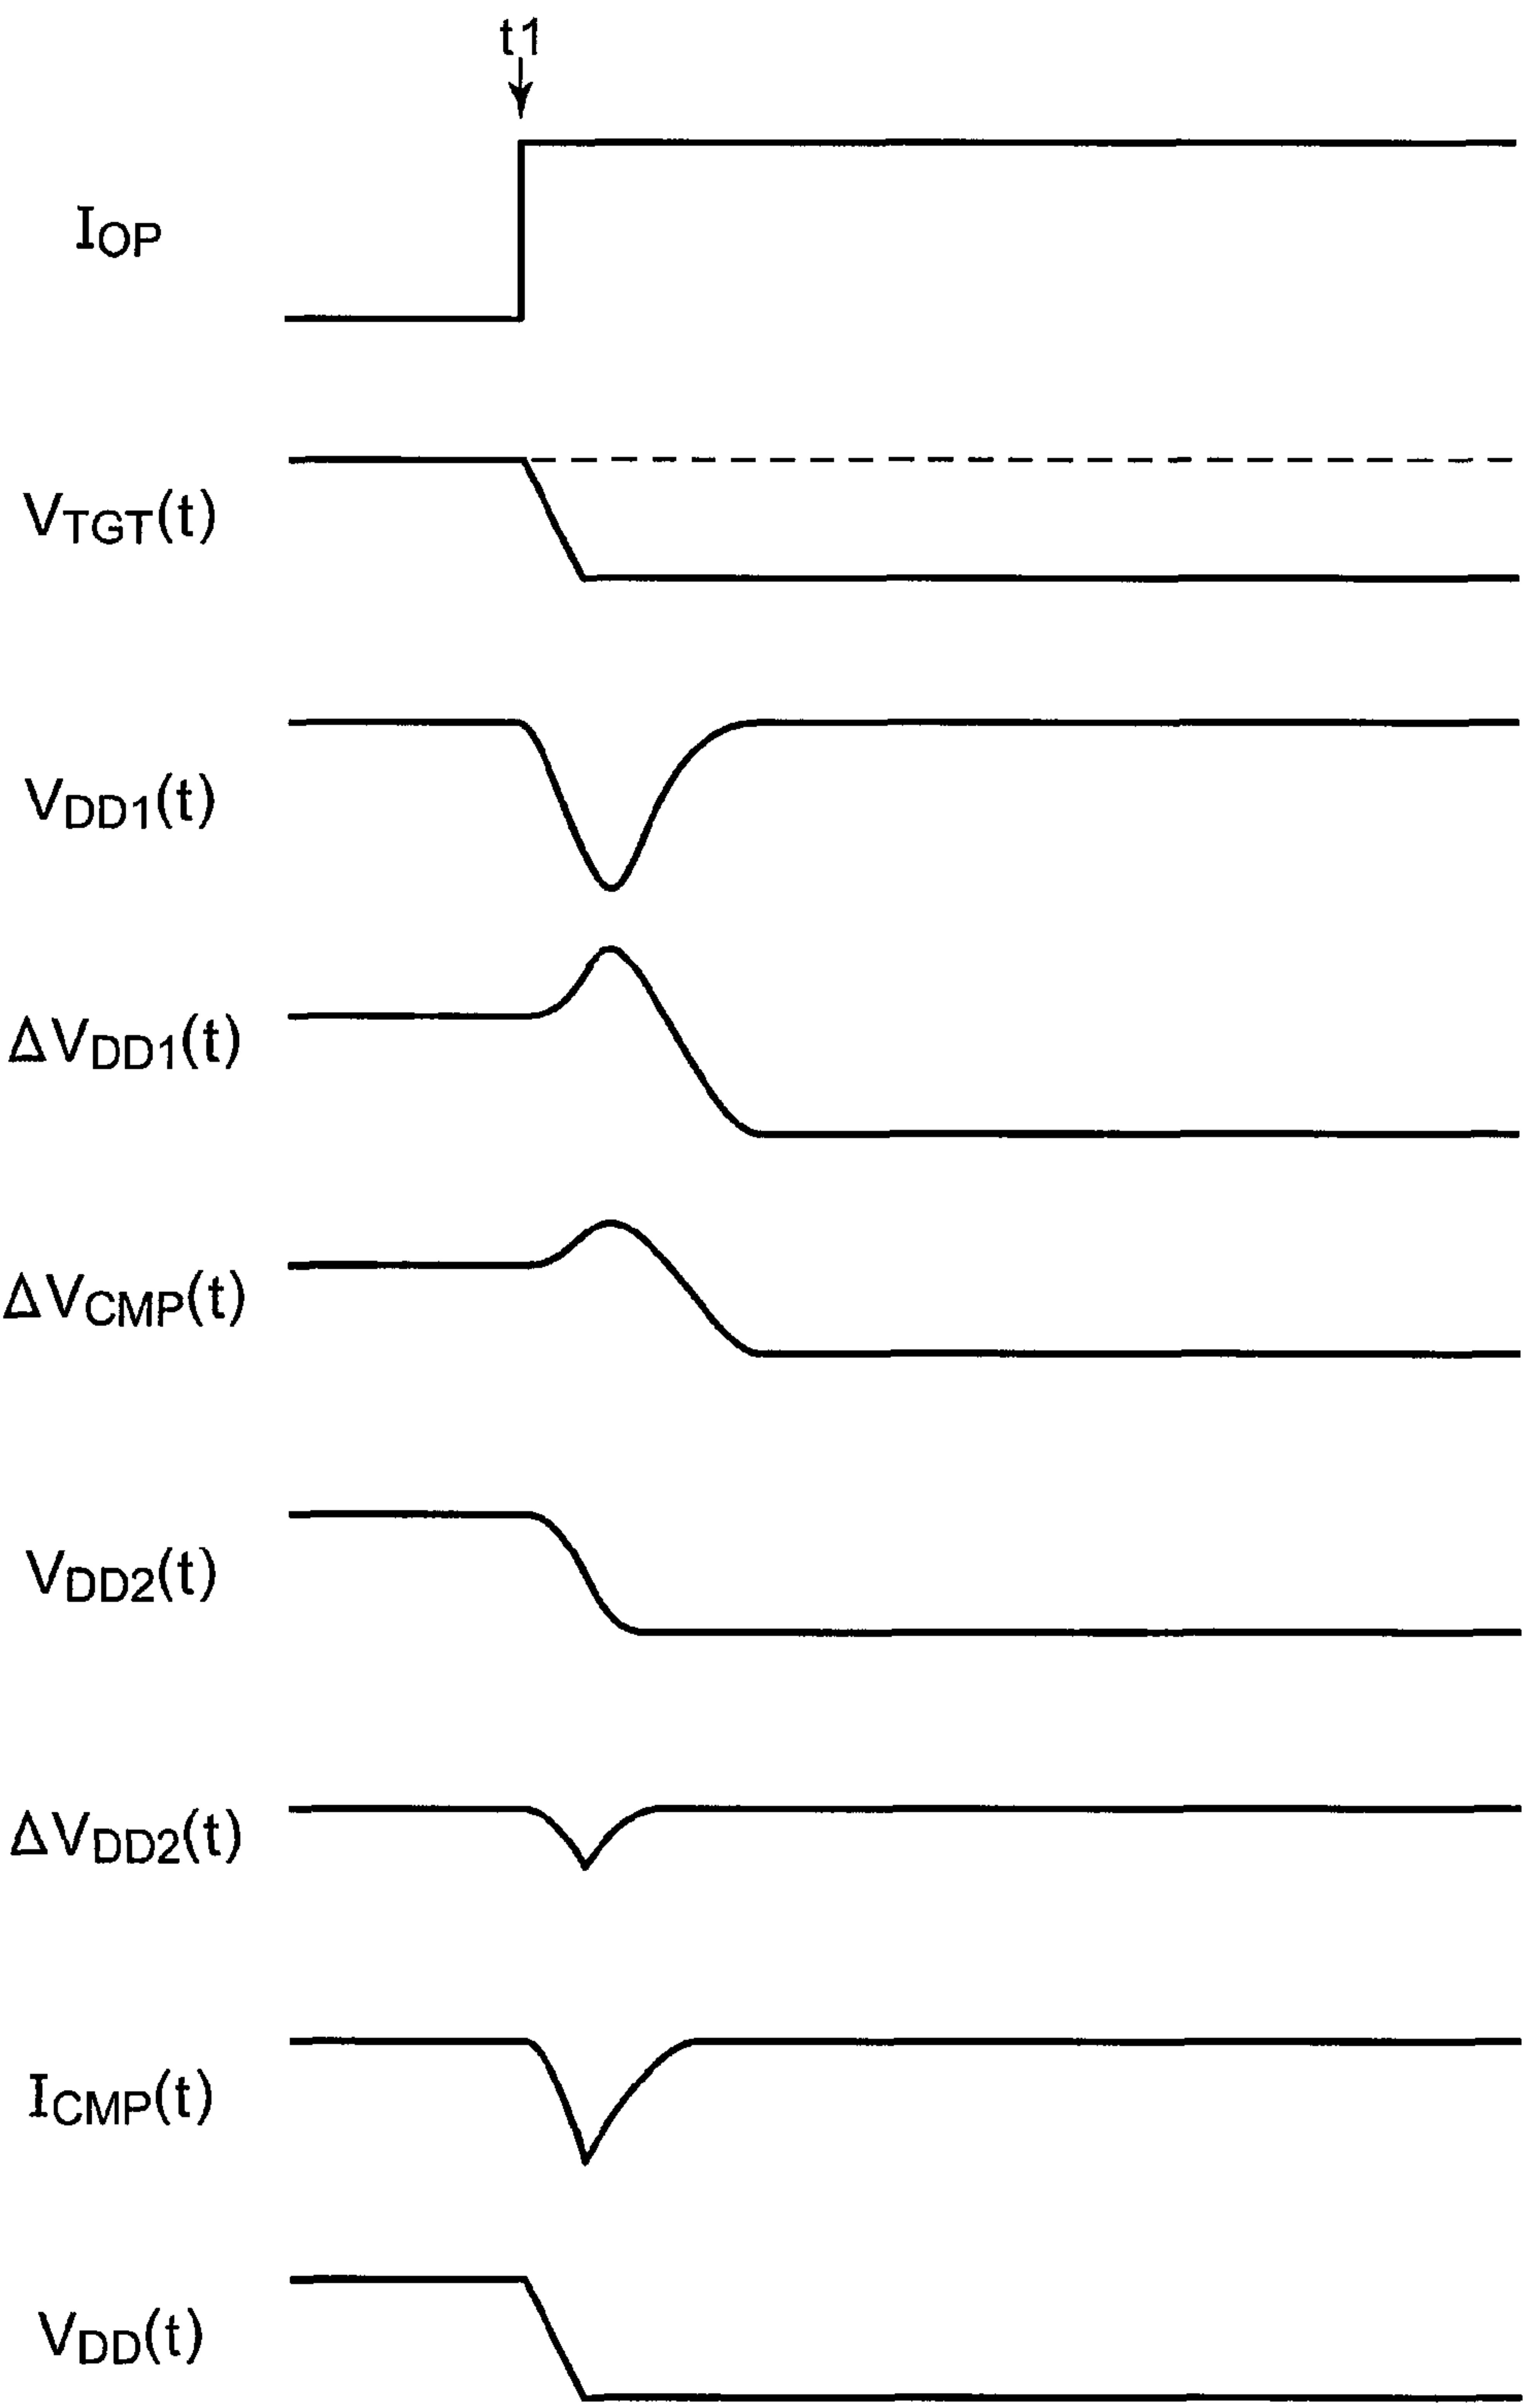 t1
IOP
VTGT(t)
VDD1(t)
ΔVDD1(t)
ΔVCMP(t)
VDD2(t)
ΔVDD2(t)
ICMP(t)
VDD(t)